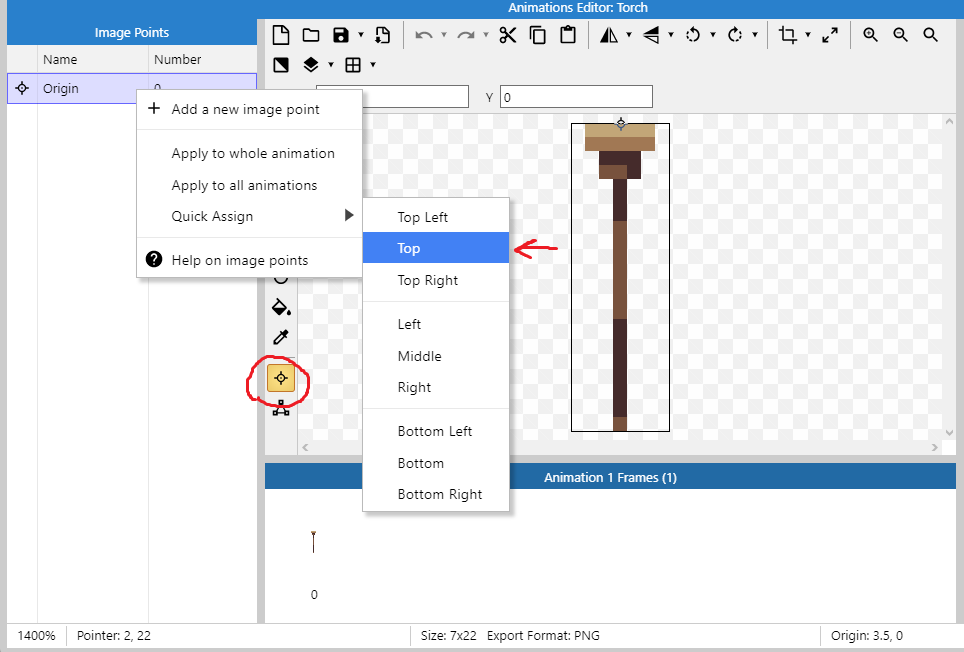 Animations Editor: Torch
Image Points
Name Number
Origin 0
Y 0
Add a new image point
Apply to whole animation
Apply to all animations
Quick Assign
Help on image points
Top Left
Top
Top Right
Left
Middle
Right
Bottom Left
Bottom
Bottom Right
Animation 1 Frames (1)
0
1400% Pointer: 2, 22 Size: 7x22 Export Format: PNG Origin: 3.5, 0